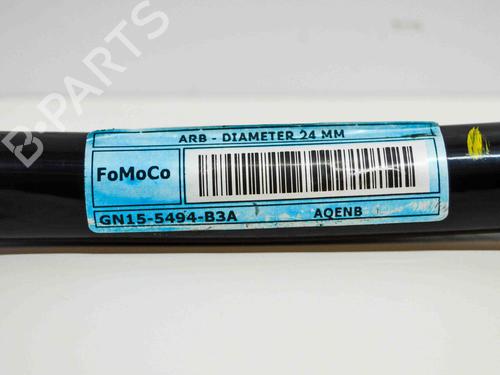 ARB - DIAMETER 24 MM
FoMoCo
GN15-5494-B3A AQENB
B-PARTS